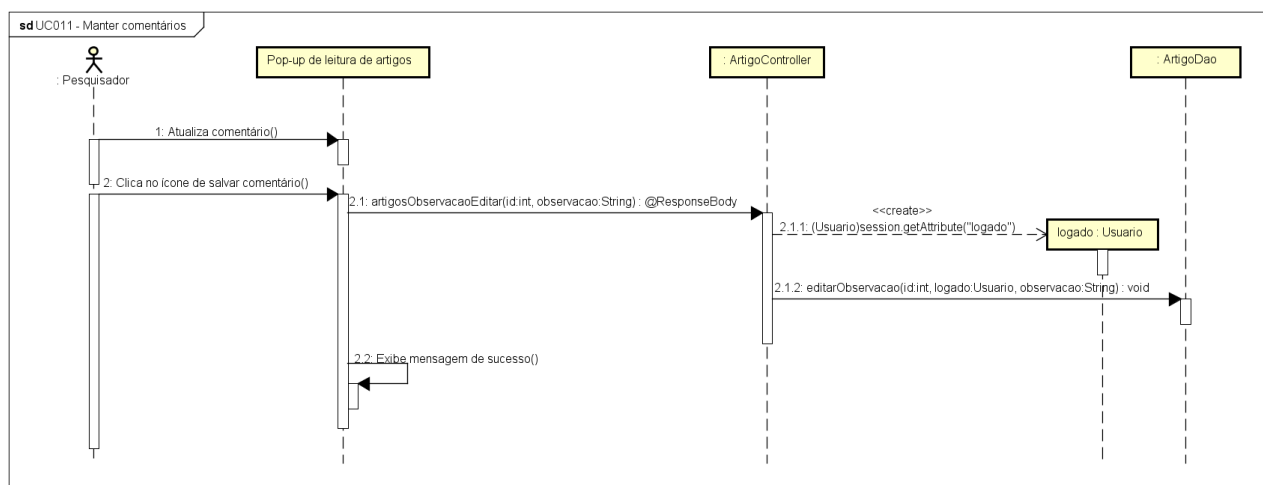 sd UC011 - Manter comentários
: Pesquisador
Pop-up de leitura de artigos
: ArtigoController
: ArtigoDao
1: Atualiza comentário()
2: Clica no ícone de salvar comentário()
2.1: artigosObservacaoEditar(id:int, observacao:String) : @ResponseBody
<<create>>
2.1.1: (Usuario)session.getAttribute("logado")
logado : Usuario
2.1.2: editarObservacao(id:int, logado:Usuario, observacao:String) : void
2.2: Exibe mensagem de sucesso()